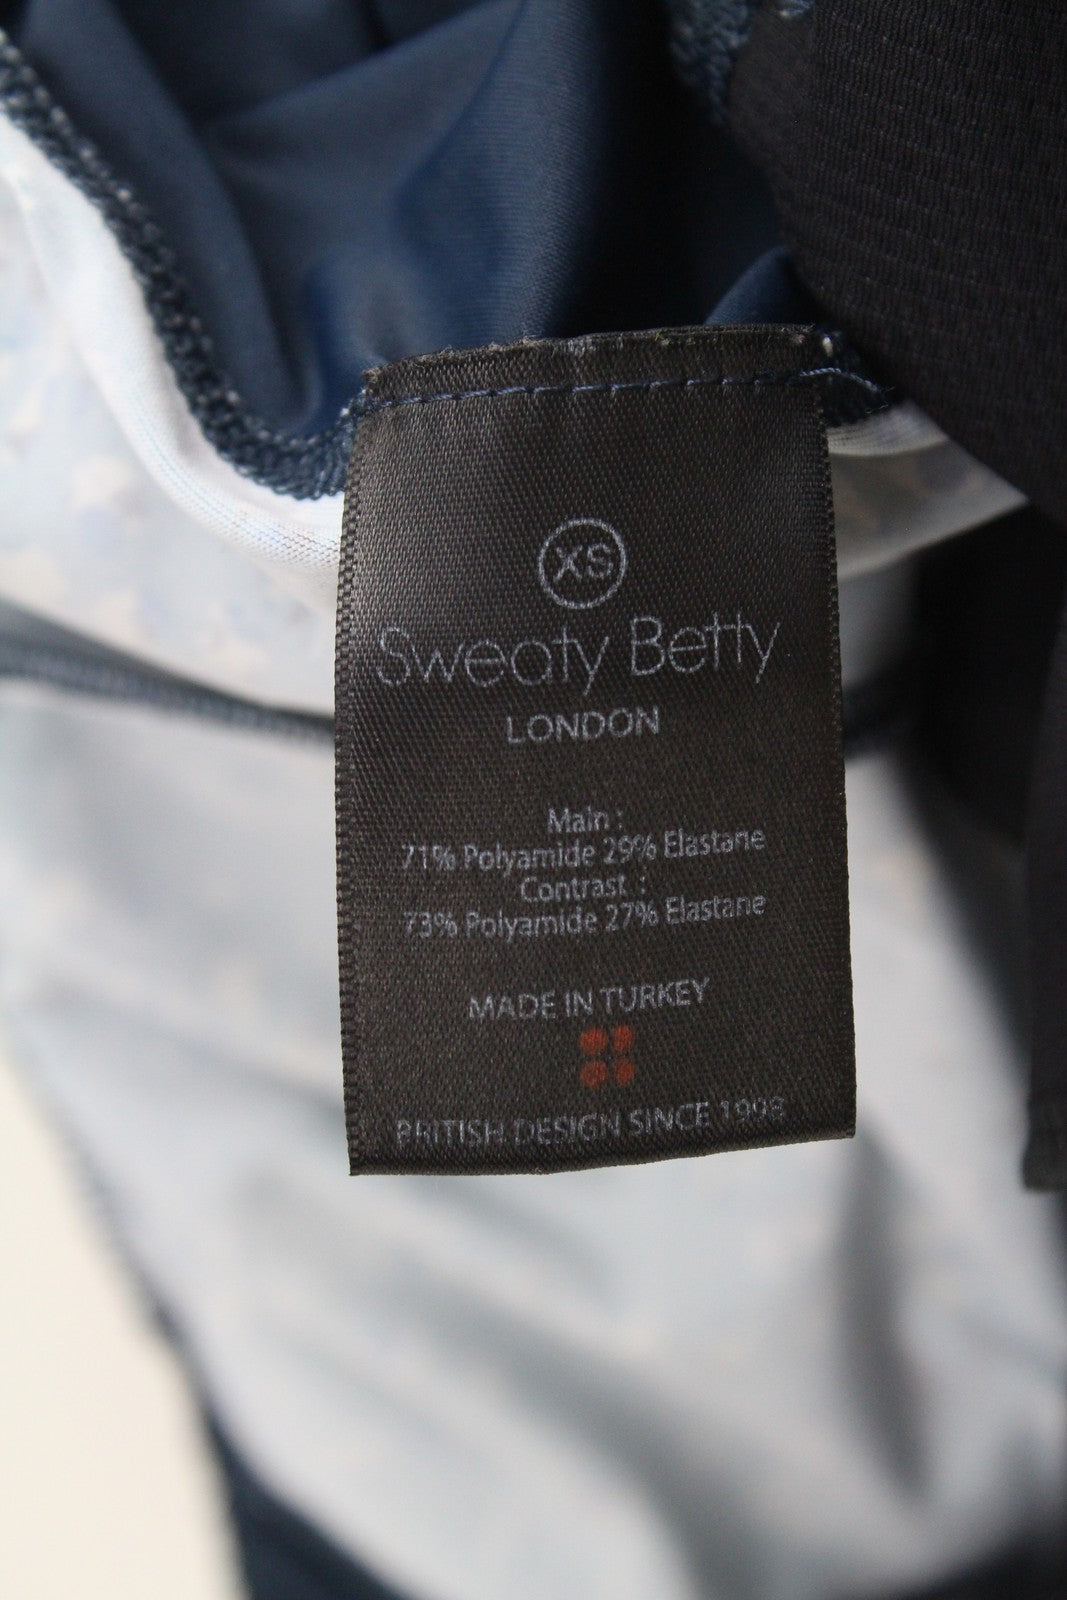 XS
Sweaty Betty
LONDON
Main :
71% Polyamide 29% Elastane
Contrast :
73% Polyamide 27% Elastane
MADE IN TURKEY
BRITISH DESIGN SINCE 1998